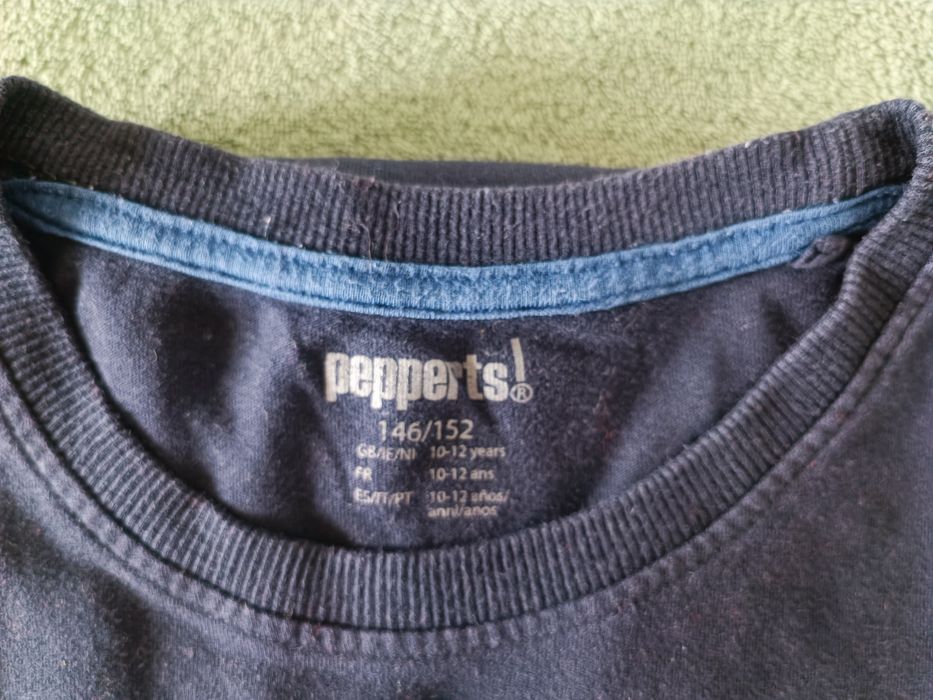 pepperts!®
146/152
GB/IE/NI 10-12 years
FR 10-12 ans
ES/IT/PT 10-12 años/
anni/anos